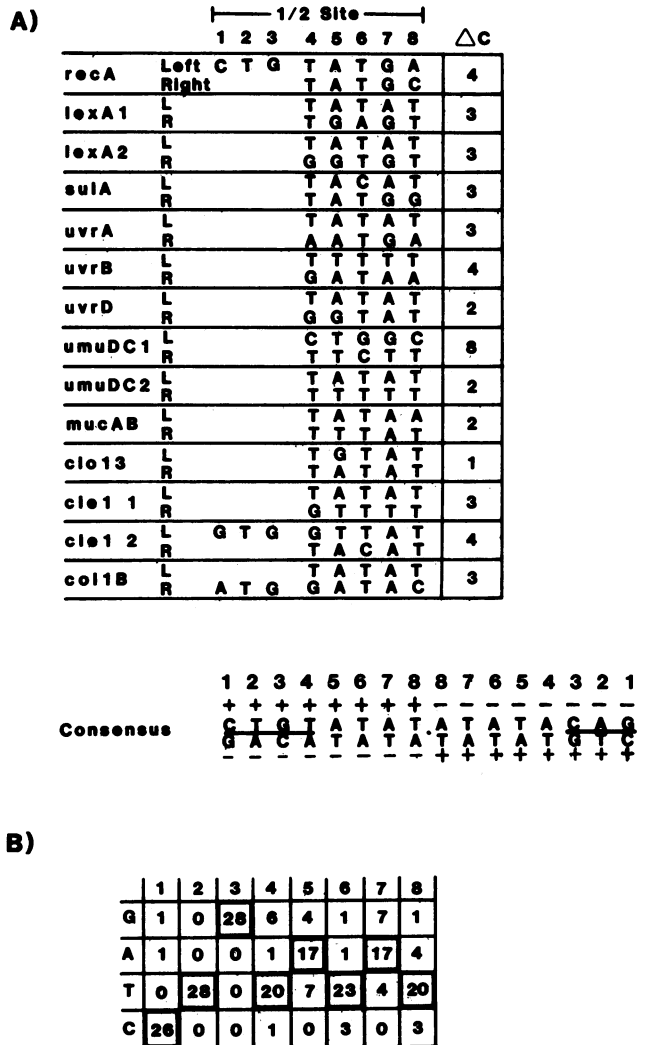 A)
1/2 Site
1 2 3 4 5 6 7 8 △C
recA Left C T G T A T G A 4
Right T A T G C
lexA1 L T A T A T 3
R T G A G T
lexA2 L T A T A T 3
R G G T G T
sulA L T A C A T 3
R T A T G G
uvrA L T A T A T 3
R A A T G A
uvrB L T T T T T 4
R G A T A A
uvrD L T A T A T 2
R G G T A T
umuDC1 L C T G G C 8
R T T C T T
umuDC2 L T A T A T 2
R T T T T T
mucAB L T A T A A 2
R T T T A T
clo13 L T G T A T 1
R T A T A T
cle1 1 L T A T A T 3
R G T T T T
cle1 2 L G T G G T T A T 4
R T A C A T
col1B L T A T A T 3
R A T G G A T A C
1 2 3 4 5 6 7 8 8 7 6 5 4 3 2 1
+ + + + + + + + - - - - - - - -
Consensus C T G T A T A T · A T A T A C A G
G A C A T A T A T A T A T G T C
- - - - - - - - + + + + + + + +
B)
1 2 3 4 5 6 7 8
G 1 0 28 6 4 1 7 1
A 1 0 0 1 17 1 17 4
T 0 28 0 20 7 23 4 20
C 26 0 0 1 0 3 0 3